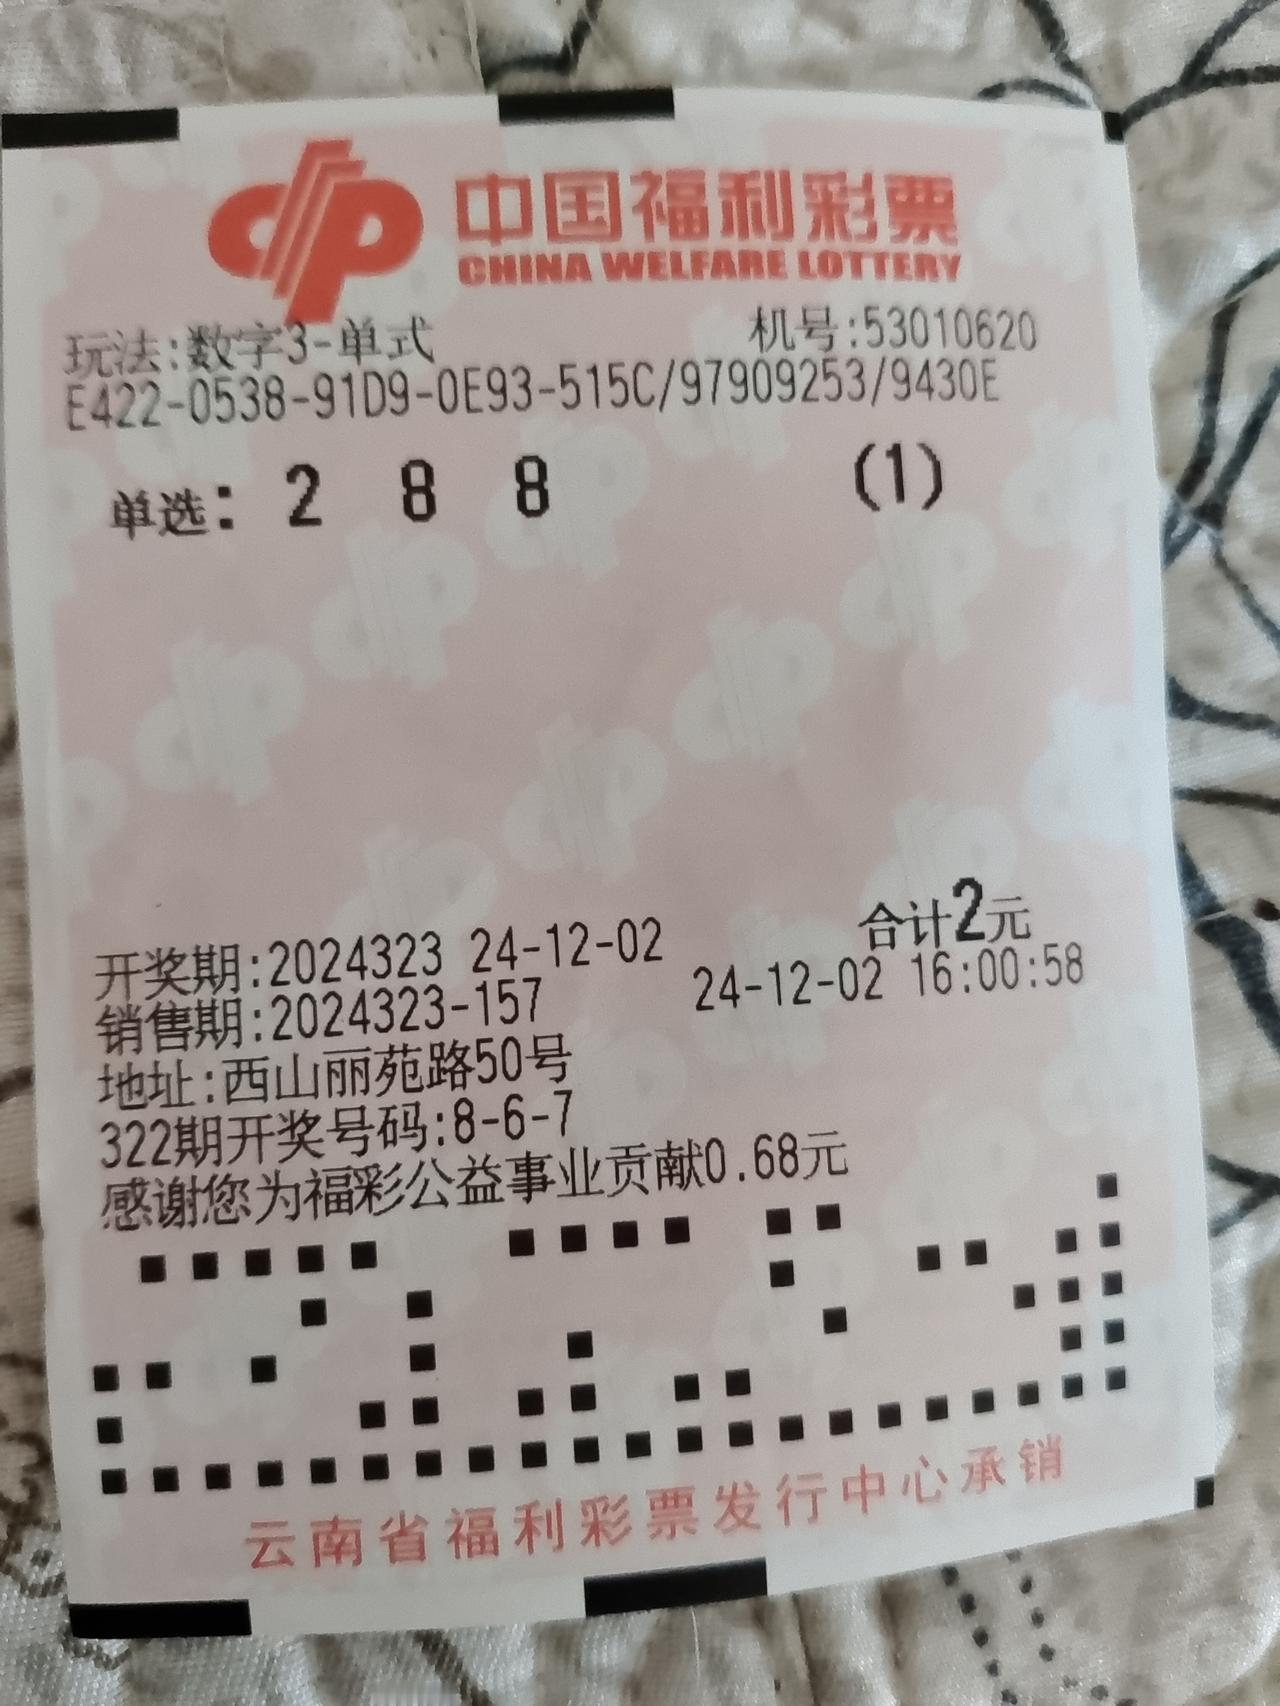 中国福利彩票
CHINA WELFARE LOTTERY
玩法:数字3-单式 机号:53010620
E422-0538-91D9-0E93-515C/97909253/9430E
单选: 2 8 8 (1)
合计2元
开奖期:2024323 24-12-02
销售期:2024323-157 24-12-02 16:00:58
地址:西山丽苑路50号
322期开奖号码:8-6-7
感谢您为福彩公益事业贡献0.68元
云南省福利彩票发行中心承销